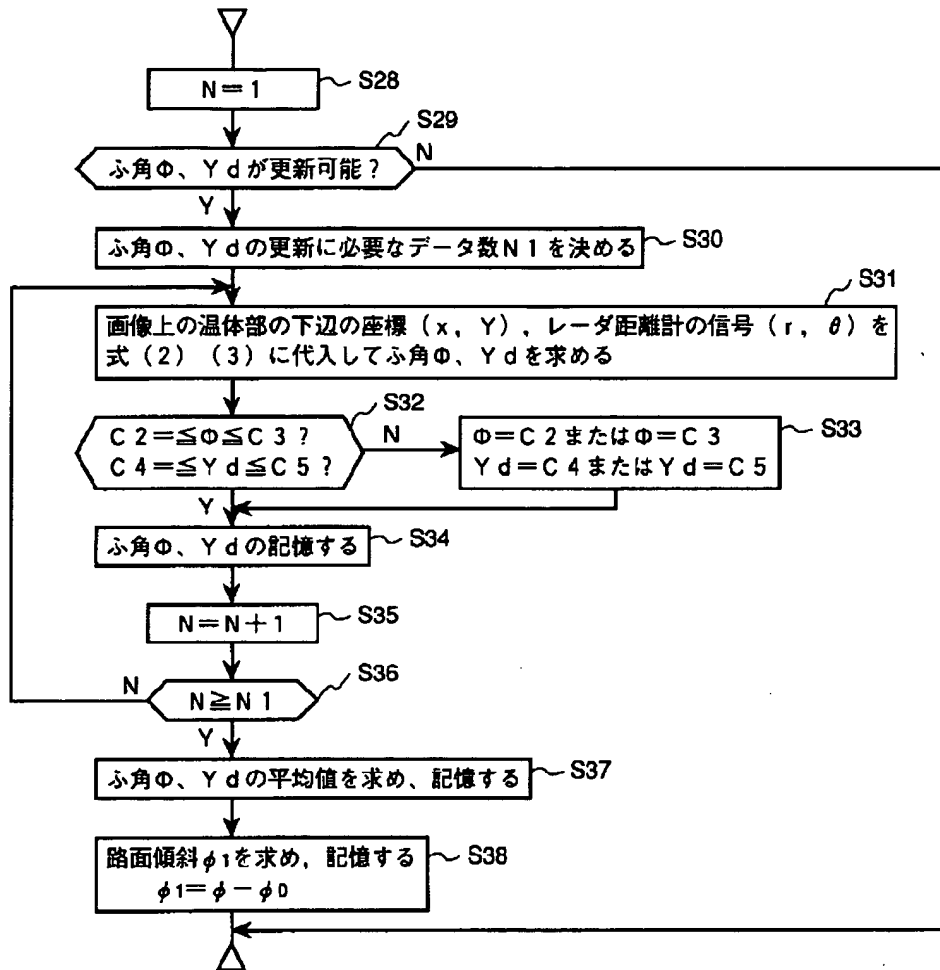 N=1
S28
S29
ふ角Φ、Ydが更新可能?
N
Y
ふ角Φ、Ydの更新に必要なデータ数N1を決める
S30
S31
画像上の温体部の下辺の座標(x,Y),レーダ距離計の信号(r,θ)を
式(2)(3)に代入してふ角Φ、Ydを求める
S32
C2=≦Φ≦C3?
C4=≦Yd≦C5?
N
Y
Φ=C2またはΦ=C3
Yd=C4またはYd=C5
S33
ふ角Φ、Ydの記憶する
S34
N=N+1
S35
S36
N≧N1
N
Y
ふ角Φ、Ydの平均値を求め、記憶する
S37
路面傾斜φ1を求め,記憶する
φ1=φ-φ0
S38